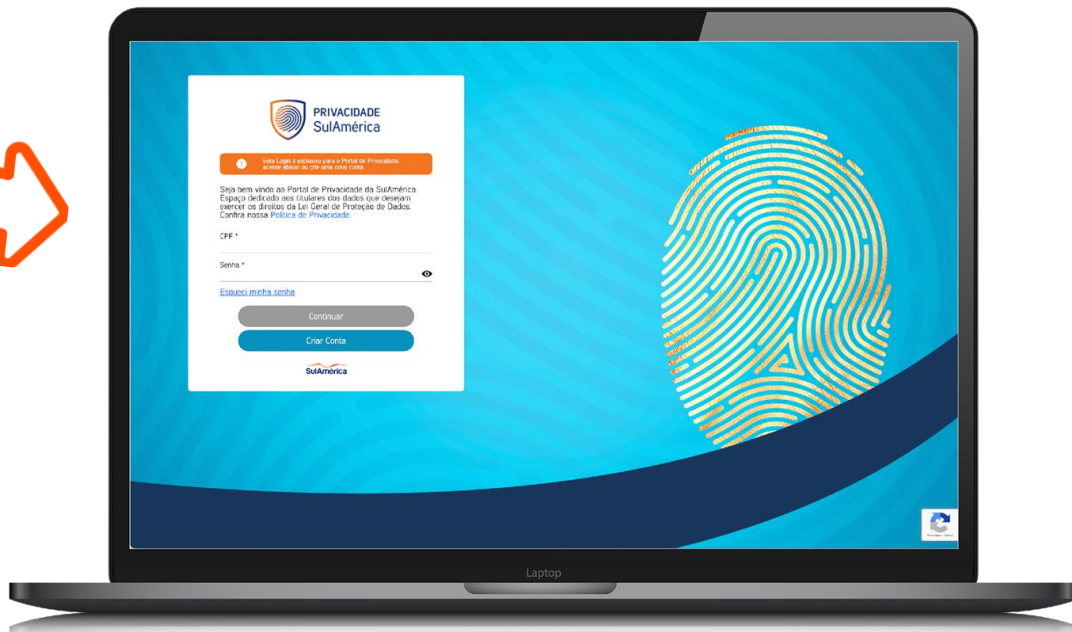 PRIVACIDADE
SulAmérica
Este Login é exclusivo para o Portal de Privacidade,
acesse abaixo ou crie uma nova conta
Seja bem vindo ao Portal de Privacidade da SulAmérica.
Espaço dedicado aos titulares dos dados que desejam
exercer os direitos da Lei Geral de Proteção de Dados.
Confira nossa Política de Privacidade.
CPF *
Senha *
Esqueci minha senha
Continuar
Criar Conta
SulAmérica
Laptop